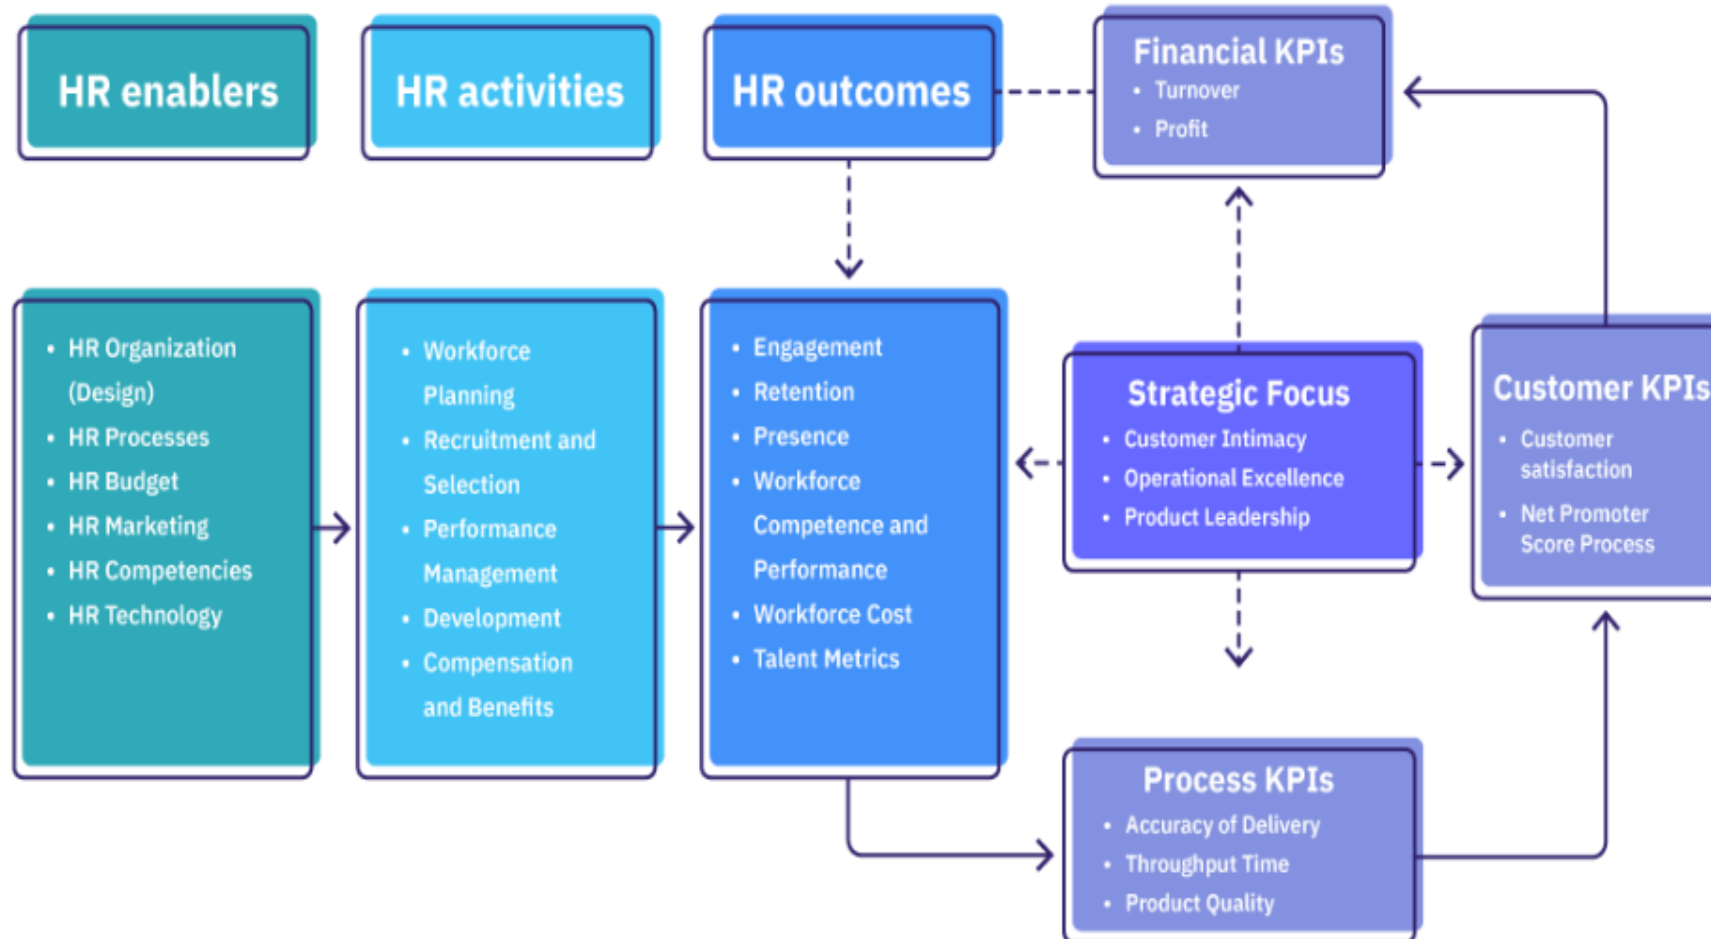 HR enablers
HR activities
HR outcomes
Financial KPIs
• Turnover
• Profit
• HR Organization
(Design)
• HR Processes
• HR Budget
• HR Marketing
• HR Competencies
• HR Technology
• Workforce
Planning
• Recruitment and
Selection
• Performance
Management
• Development
• Compensation
and Benefits
• Engagement
• Retention
• Presence
• Workforce
Competence and
Performance
• Workforce Cost
• Talent Metrics
Strategic Focus
• Customer Intimacy
• Operational Excellence
• Product Leadership
Customer KPIs
• Customer
satisfaction
• Net Promoter
Score Process
Process KPIs
• Accuracy of Delivery
• Throughput Time
• Product Quality